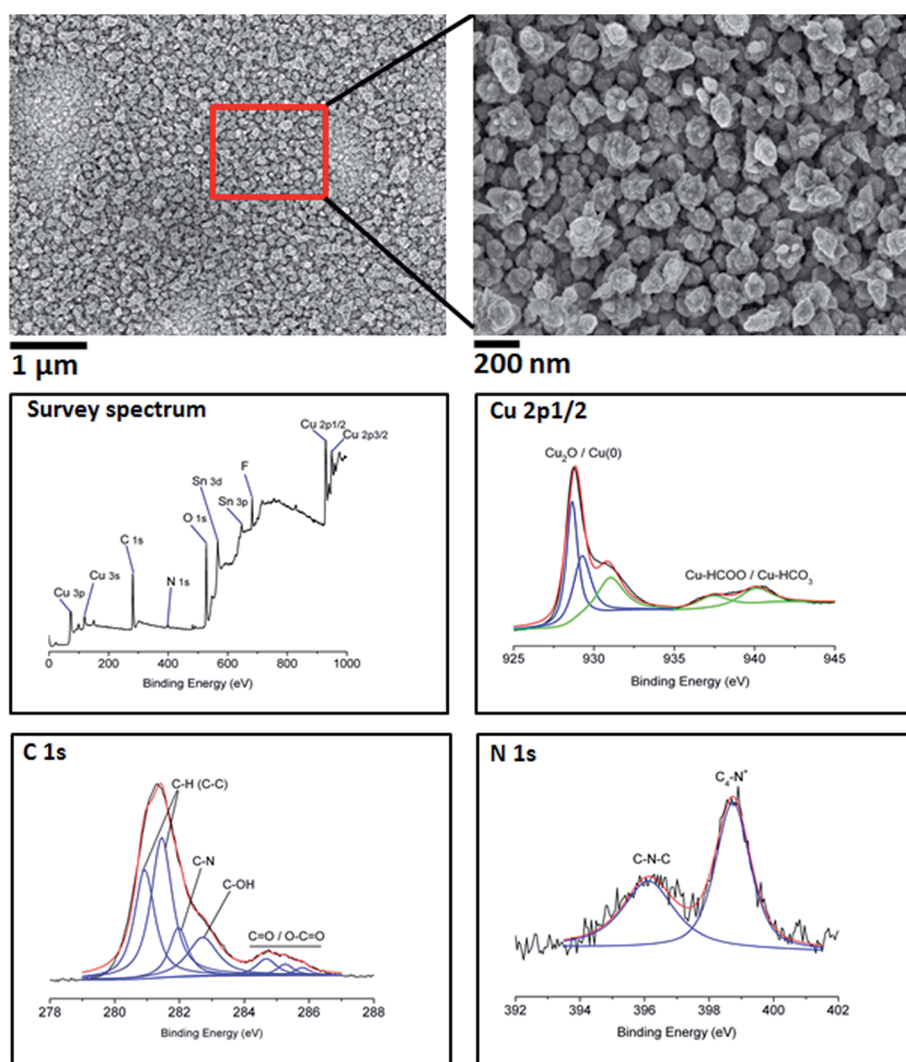 1 µm
200 nm
Survey spectrum
Cu 3p
Cu 3s
C 1s
N 1s
O 1s
Sn 3d
Sn 3p
F
Cu 2p1/2
Cu 2p3/2
0 200 400 600 800 1000
Binding Energy (eV)
Cu 2p1/2
Cu₂O / Cu(0)
Cu-HCOO / Cu-HCO₃
925 930 935 940 945
Binding Energy (eV)
C 1s
C-H (C-C)
C-N
C-OH
C=O / O-C=O
278 280 282 284 286 288
Binding Energy (eV)
N 1s
C₄-N⁺
C-N-C
392 394 396 398 400 402
Binding Energy (eV)